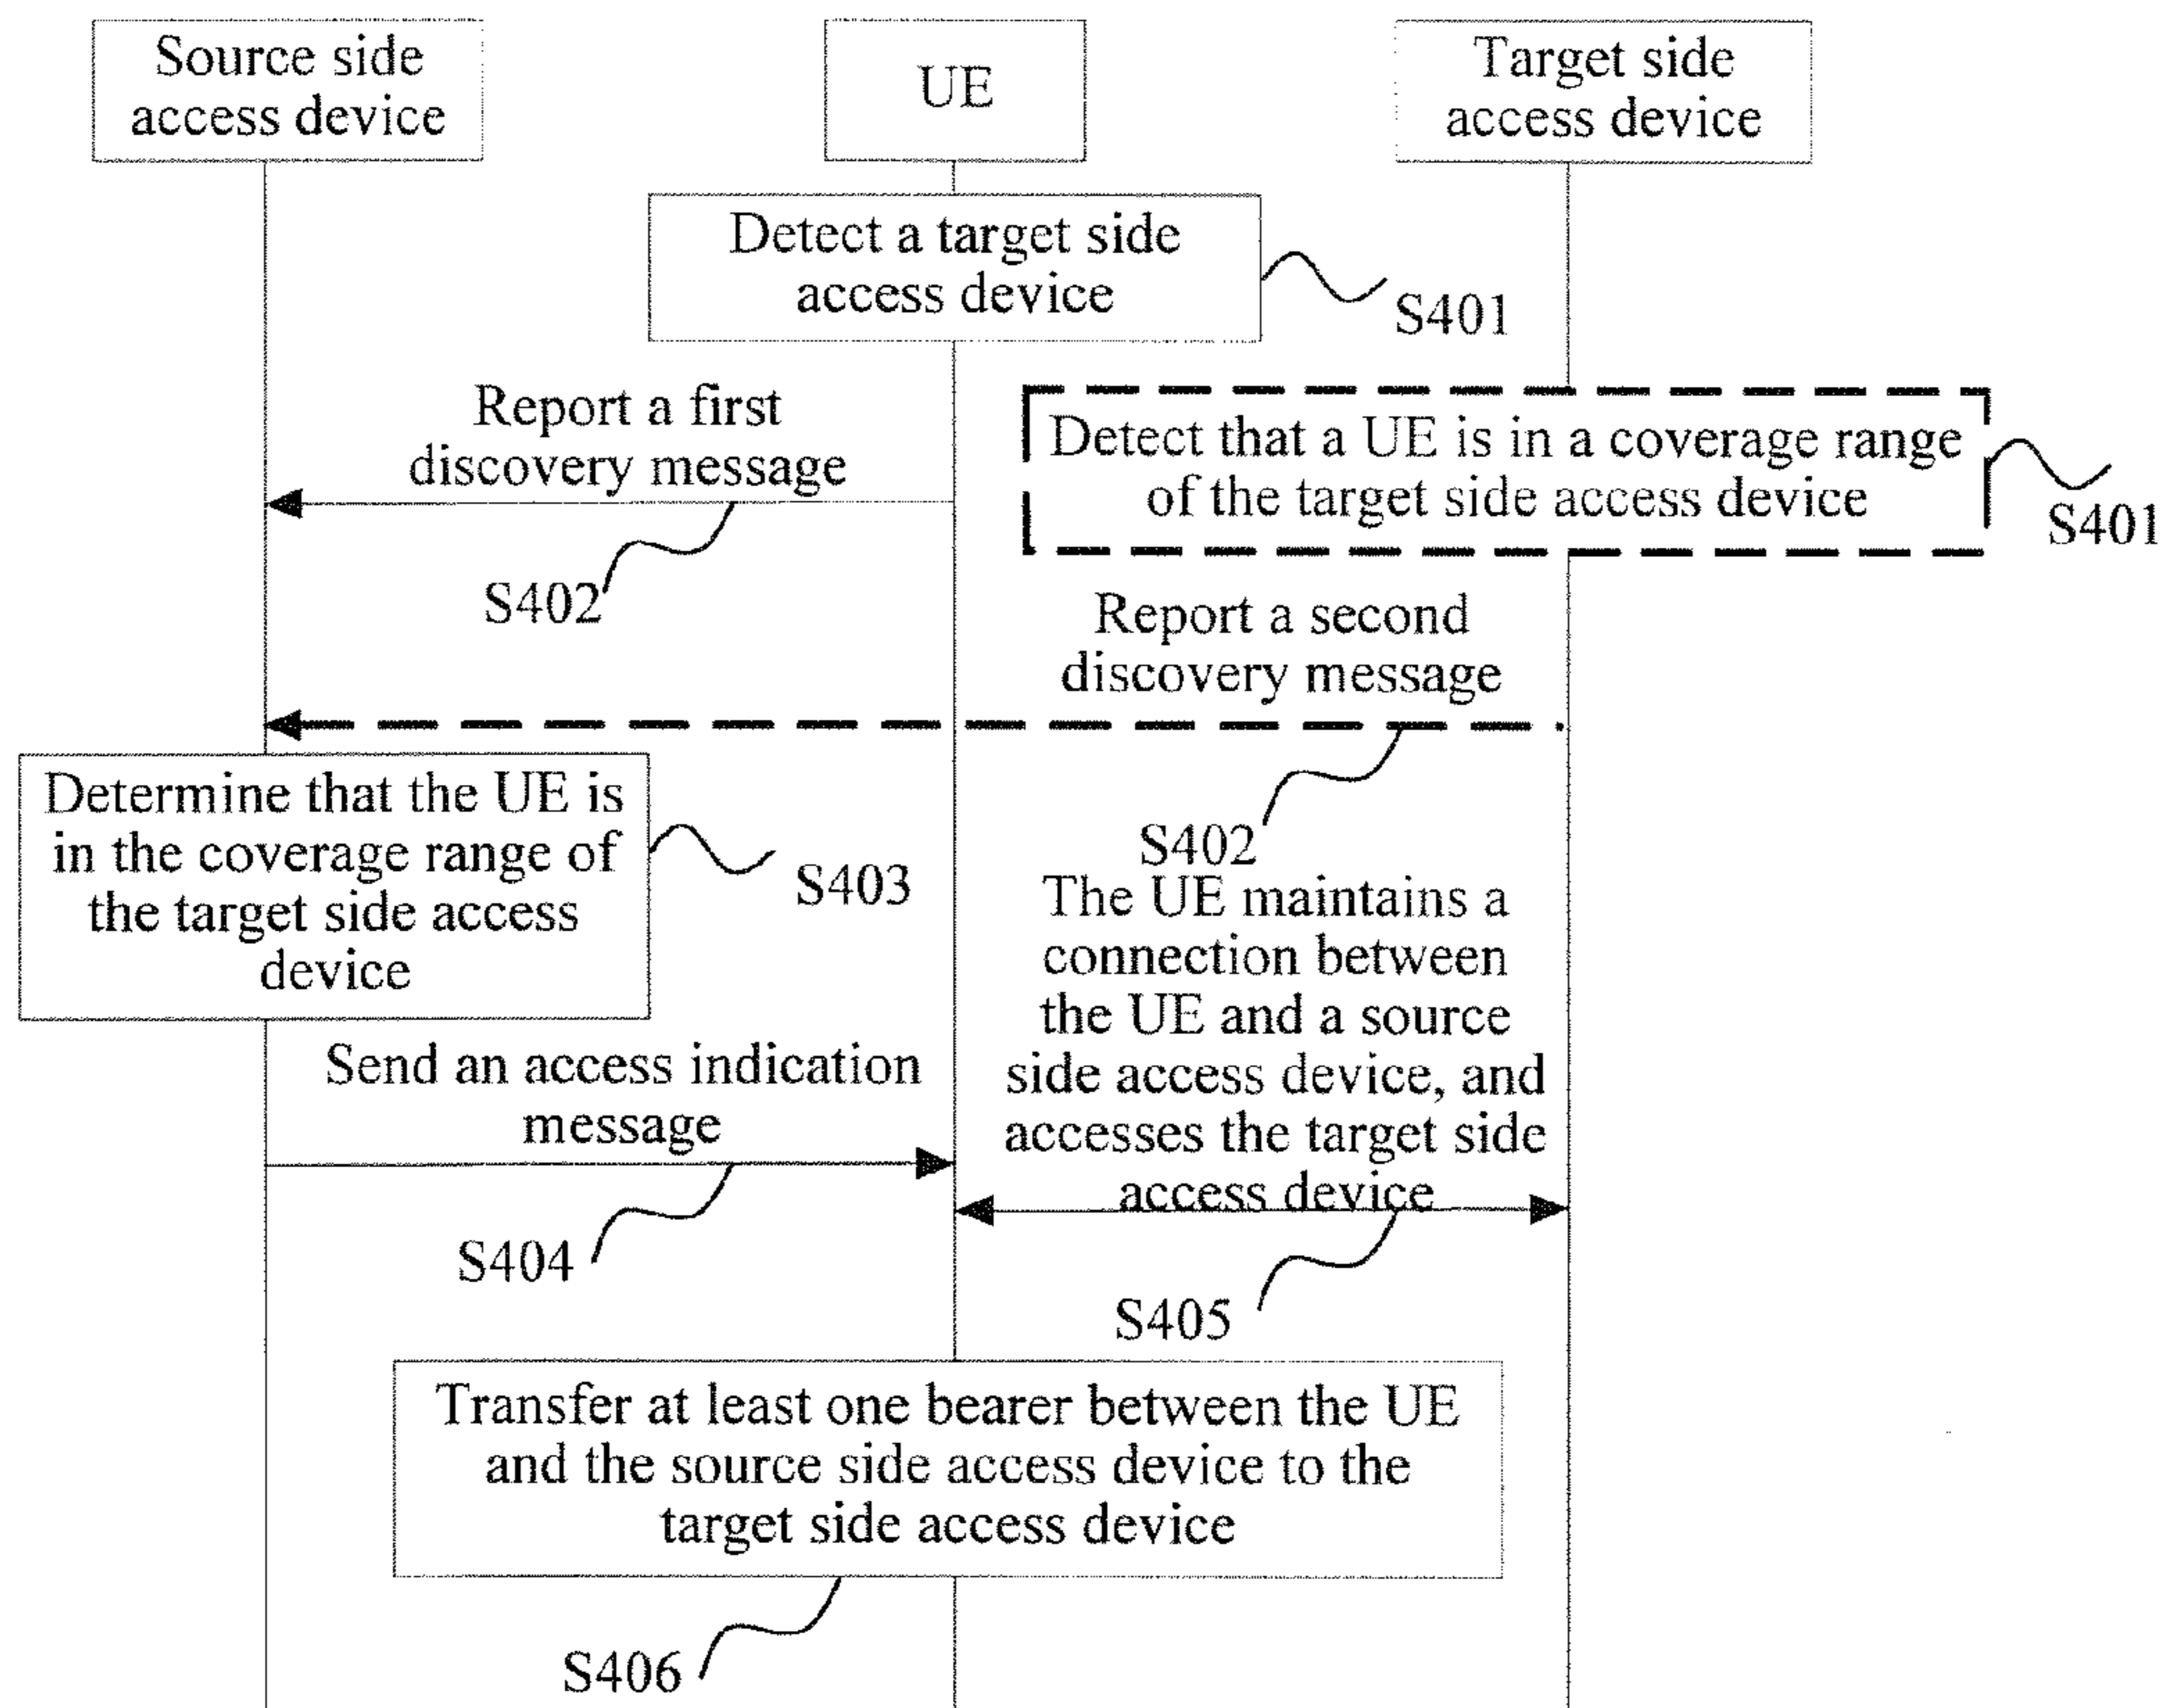 Source side
access device
UE
Target side
access device
Detect a target side
access device
S401
Report a first
discovery message
S402
Detect that a UE is in a coverage range
of the target side access device
S401
Report a second
discovery message
S402
Determine that the UE is
in the coverage range of
the target side access
device
S403
Send an access indication
message
S404
The UE maintains a
connection between
the UE and a source
side access device, and
accesses the target side
access device
S405
Transfer at least one bearer between the UE
and the source side access device to the
target side access device
S406